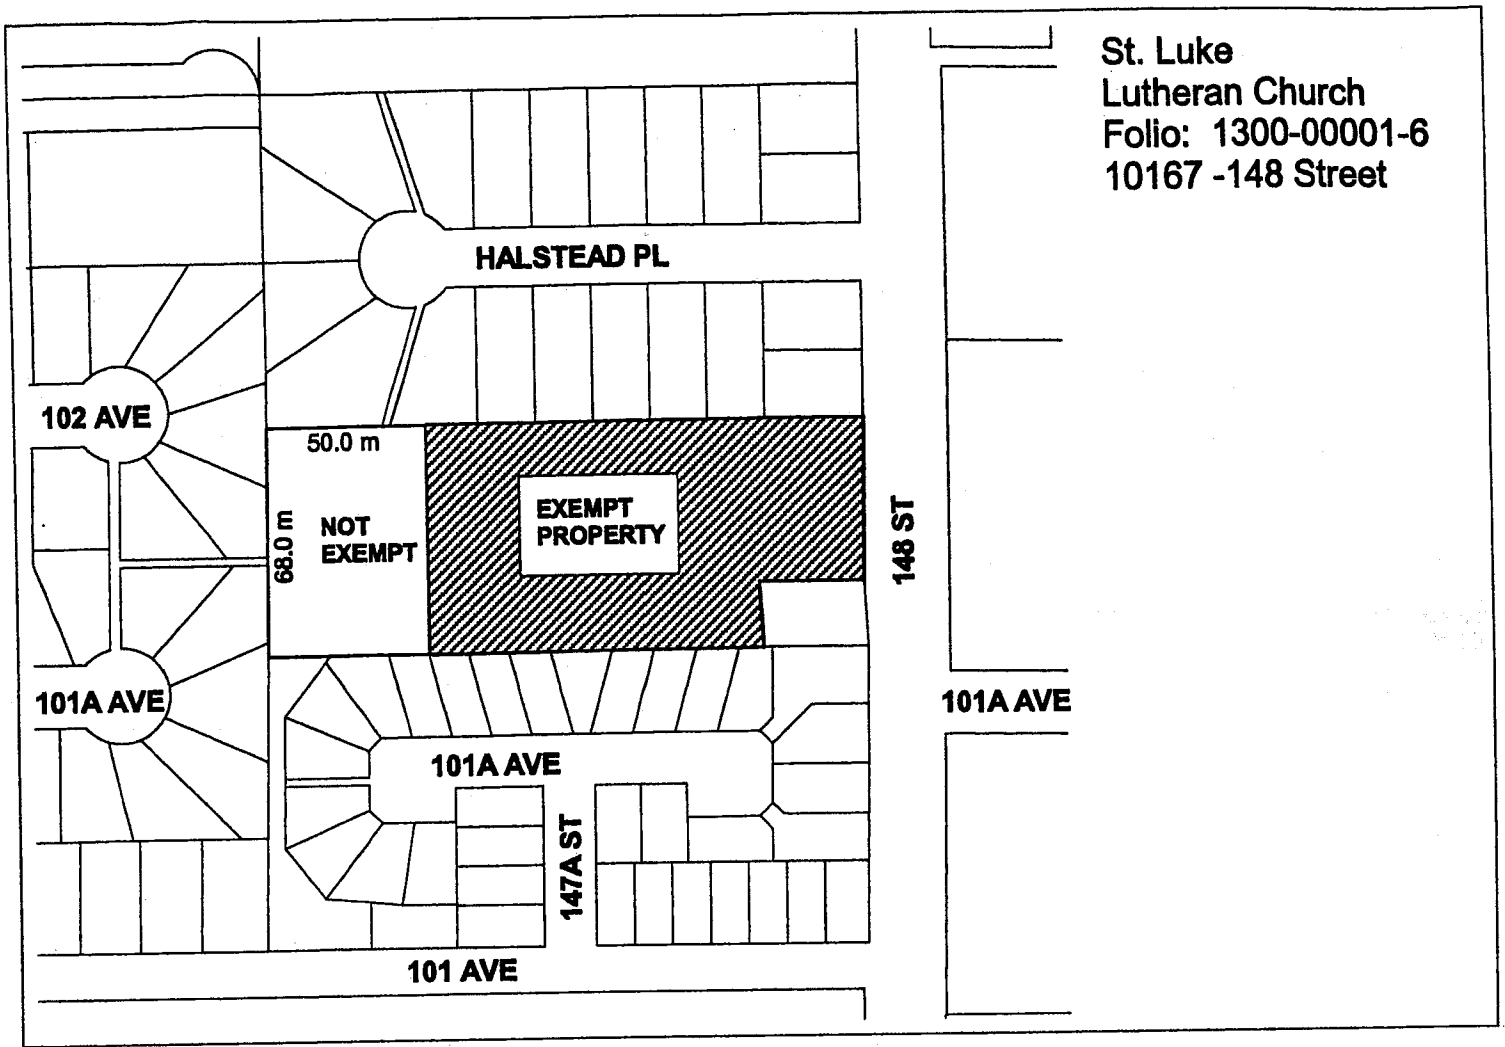 St. Luke
Lutheran Church
Folio: 1300-00001-6
10167 -148 Street
HALSTEAD PL
102 AVE
50.0 m
68.0 m
NOT
EXEMPT
EXEMPT
PROPERTY
148 ST
101A AVE
101A AVE
101A AVE
147A ST
101 AVE